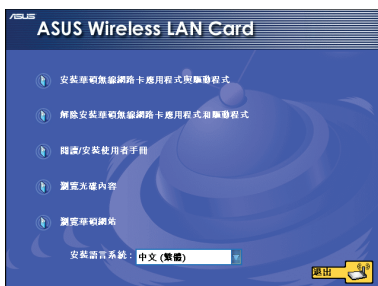 ASUS
ASUS Wireless LAN Card
安裝華碩無線網路卡應用程式與驅動程式
解除安裝華碩無線網路卡應用程式和驅動程式
閱讀/安裝使用者手冊
瀏覽光碟內容
瀏覽華碩網站
安裝語言系統：中文 (繁體)
退出